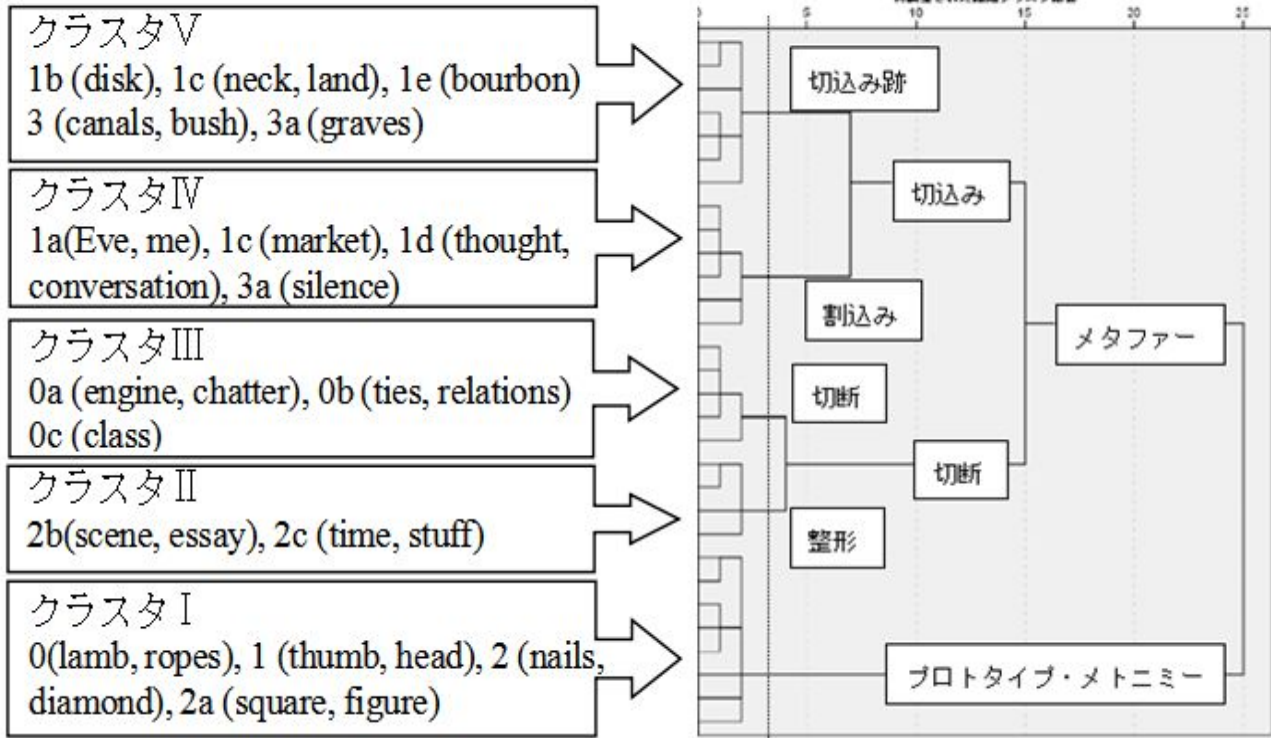 クラスタⅤ
1b (disk), 1c (neck, land), 1e (bourbon)
3 (canals, bush), 3a (graves)
クラスタⅣ
1a(Eve, me), 1c (market), 1d (thought,
conversation), 3a (silence)
クラスタⅢ
0a (engine, chatter), 0b (ties, relations)
0c (class)
クラスタⅡ
2b(scene, essay), 2c (time, stuff)
クラスタⅠ
0(lamb, ropes), 1 (thumb, head), 2 (nails,
diamond), 2a (square, figure)
0 5 10 15 20 25
切込み跡
切込み
割込み
メタファー
切断
切断
整形
プロトタイプ・メトニミー